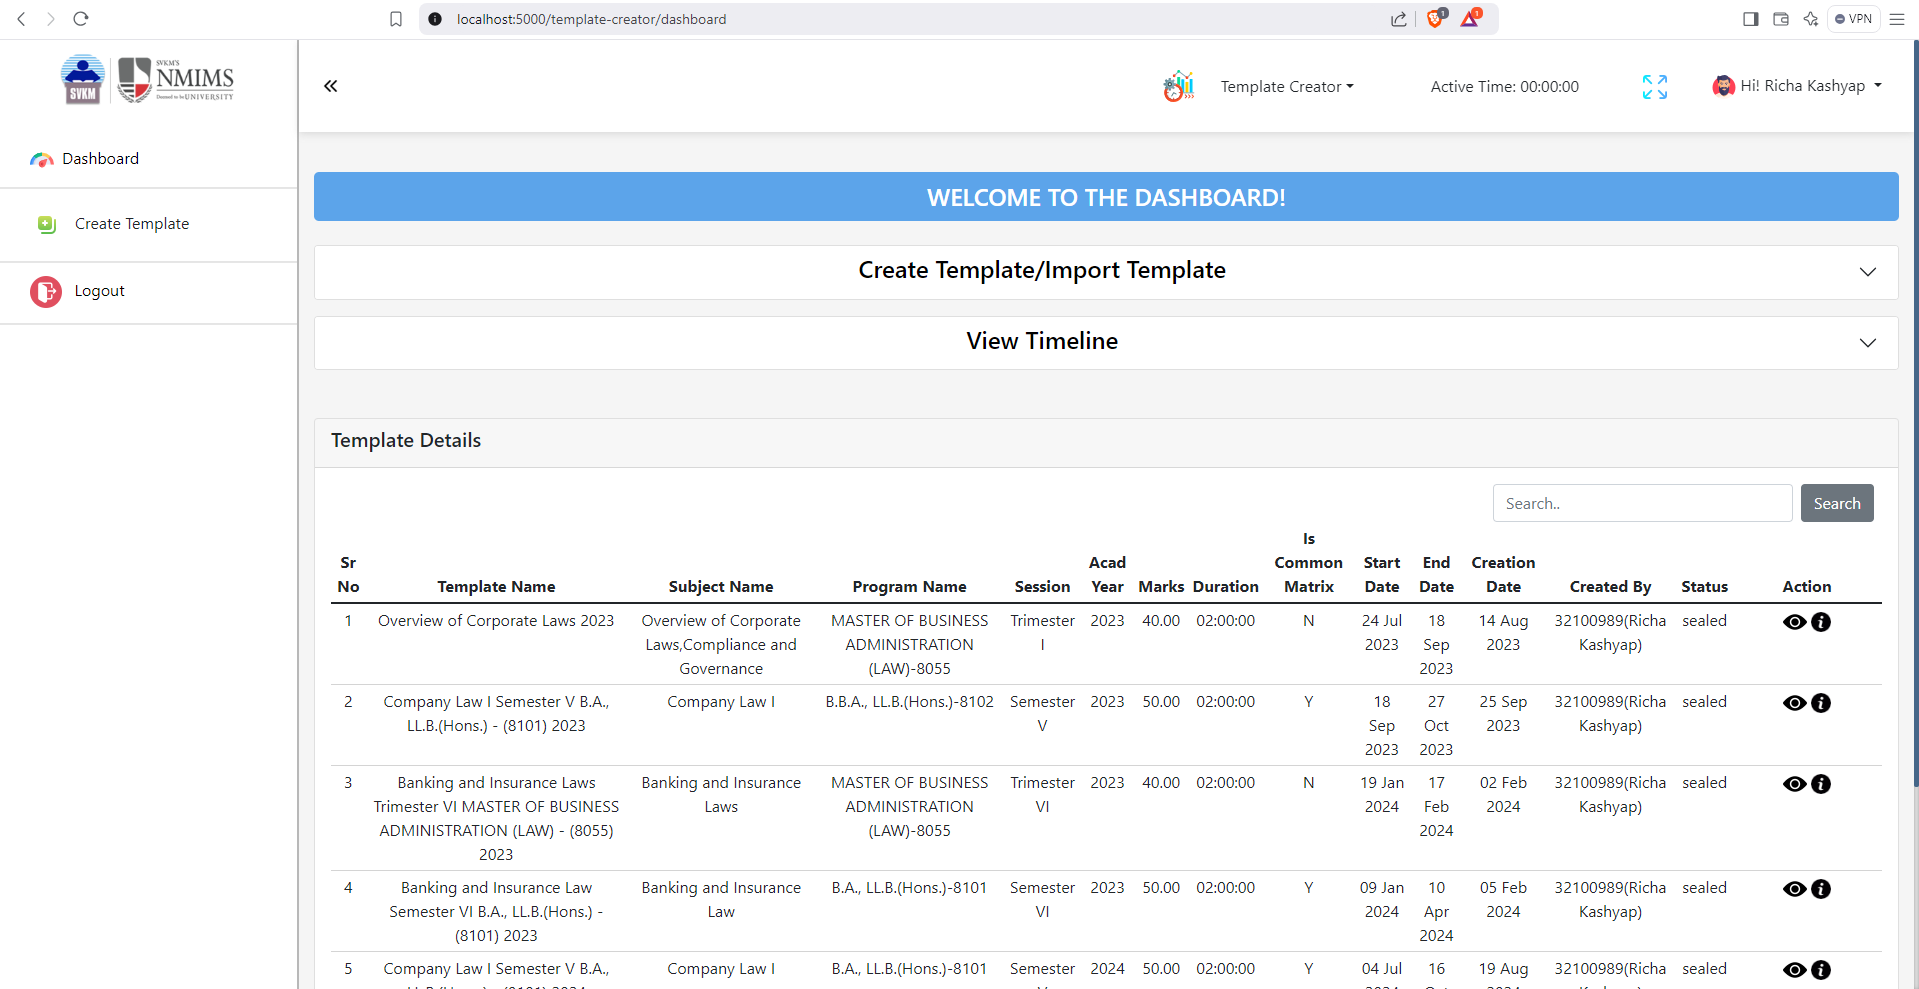 localhost:5000/template-creator/dashboard
1
1
VPN
SVKM
SVKM'S
NMIMS
Deemed to be UNIVERSITY
Template Creator
Active Time: 00:00:00
Hi! Richa Kashyap
Dashboard
Create Template
Logout
WELCOME TO THE DASHBOARD!
Create Template/Import Template
View Timeline
Template Details
Search..
Search
Sr No Template Name Subject Name Program Name Session Acad Year Marks Duration Is Common Matrix Start Date End Date Creation Date Created By Status Action
1 Overview of Corporate Laws 2023 Overview of Corporate Laws,Compliance and Governance MASTER OF BUSINESS ADMINISTRATION (LAW)-8055 Trimester I 2023 40.00 02:00:00 N 24 Jul 2023 18 Sep 2023 14 Aug 2023 32100989(Richa Kashyap) sealed
2 Company Law I Semester V B.A., LL.B.(Hons.) - (8101) 2023 Company Law I B.B.A., LL.B.(Hons.)-8102 Semester V 2023 50.00 02:00:00 Y 18 Sep 2023 27 Oct 2023 25 Sep 2023 32100989(Richa Kashyap) sealed
3 Banking and Insurance Laws Trimester VI MASTER OF BUSINESS ADMINISTRATION (LAW) - (8055) 2023 Banking and Insurance Laws MASTER OF BUSINESS ADMINISTRATION (LAW)-8055 Trimester VI 2023 40.00 02:00:00 N 19 Jan 2024 17 Feb 2024 02 Feb 2024 32100989(Richa Kashyap) sealed
4 Banking and Insurance Law Semester VI B.A., LL.B.(Hons.) - (8101) 2023 Banking and Insurance Law B.A., LL.B.(Hons.)-8101 Semester VI 2023 50.00 02:00:00 Y 09 Jan 2024 10 Apr 2024 05 Feb 2024 32100989(Richa Kashyap) sealed
5 Company Law I Semester V B.A., Company Law I B.A., LL.B.(Hons.)-8101 Semester 2024 50.00 02:00:00 Y 04 Jul 16 19 Aug 32100989(Richa sealed